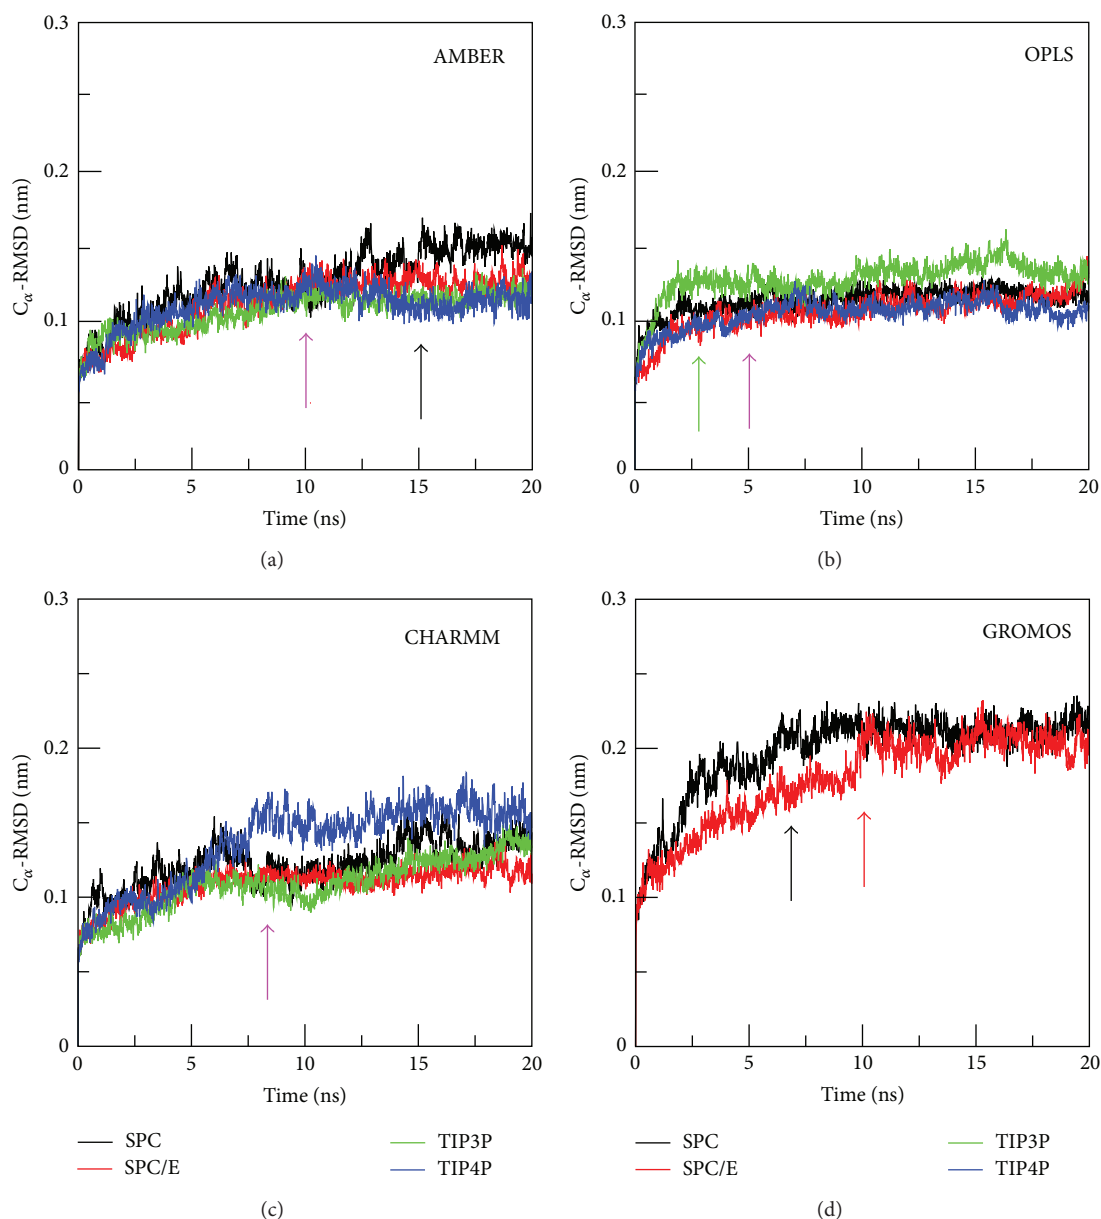 0.3
0.2
0.1
0
Cα-RMSD (nm)
AMBER
0 5 10 15 20
Time (ns)
(a)
0.3
0.2
0.1
0
Cα-RMSD (nm)
OPLS
0 5 10 15 20
Time (ns)
(b)
0.3
0.2
0.1
0
Cα-RMSD (nm)
CHARMM
0 5 10 15 20
Time (ns)
SPC TIP3P
SPC/E TIP4P
(c)
0.3
0.2
0.1
0
Cα-RMSD (nm)
GROMOS
0 5 10 15 20
Time (ns)
SPC TIP3P
SPC/E TIP4P
(d)